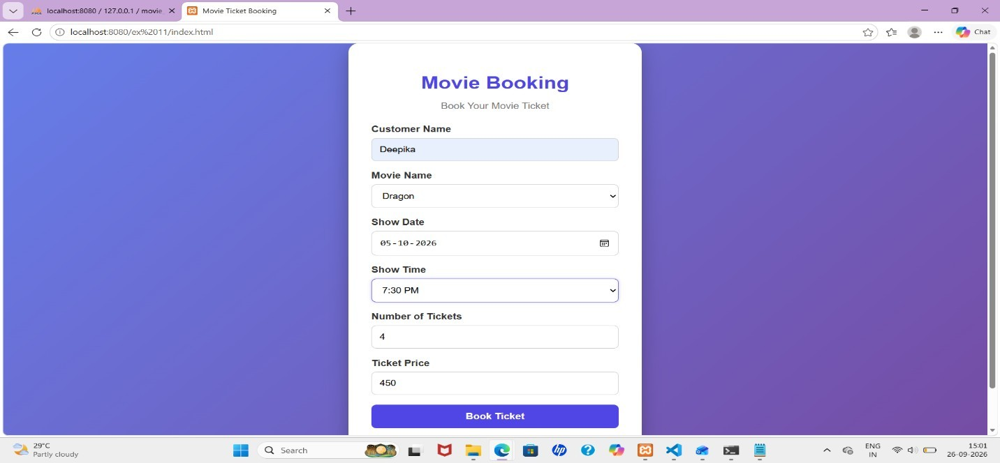 localhost:8080 / 127.0.0.1 / movie
Movie Ticket Booking
localhost:8080/ex%2011/index.html
Chat
Movie Booking
Book Your Movie Ticket
Customer Name
Deepika
Movie Name
Dragon
Show Date
05-10-2026
Show Time
7:30 PM
Number of Tickets
4
Ticket Price
450
Book Ticket
29°C
Partly cloudy
Search
hp
ENG
IN
15:01
26-09-2026